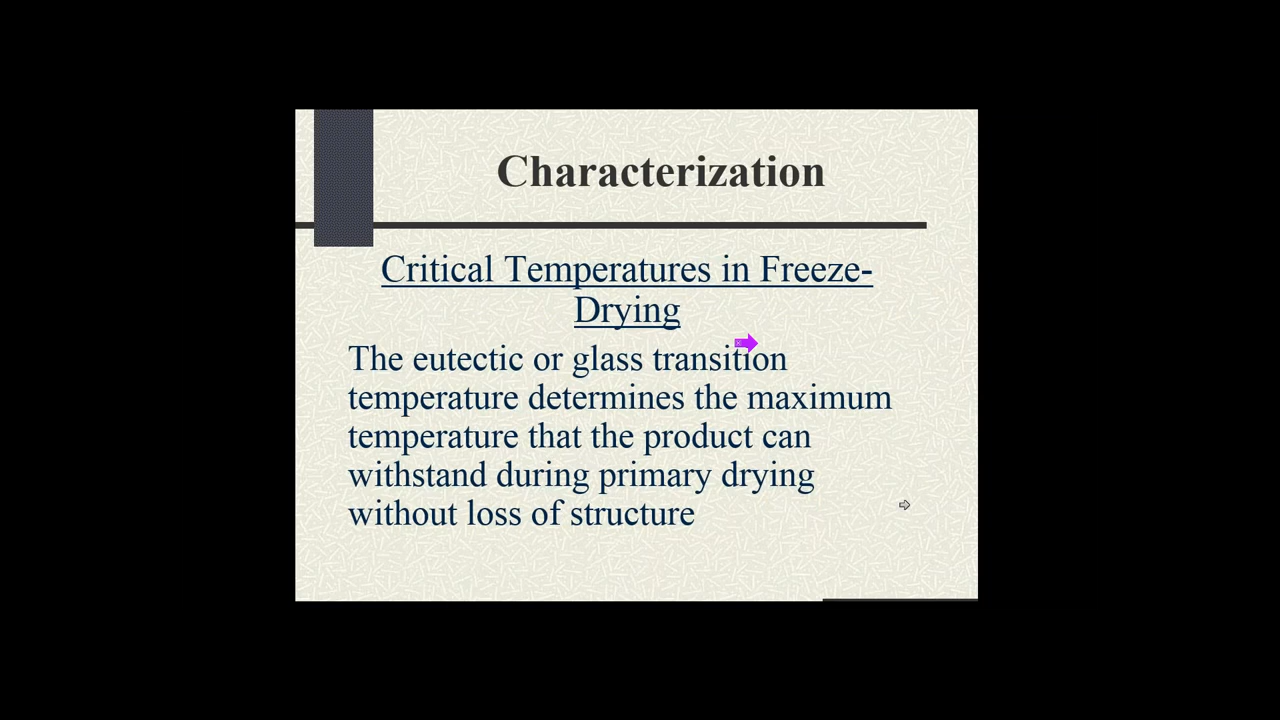 Characterization
Critical Temperatures in Freeze-
Drying
The eutectic or glass transition
temperature determines the maximum
temperature that the product can
withstand during primary drying
without loss of structure